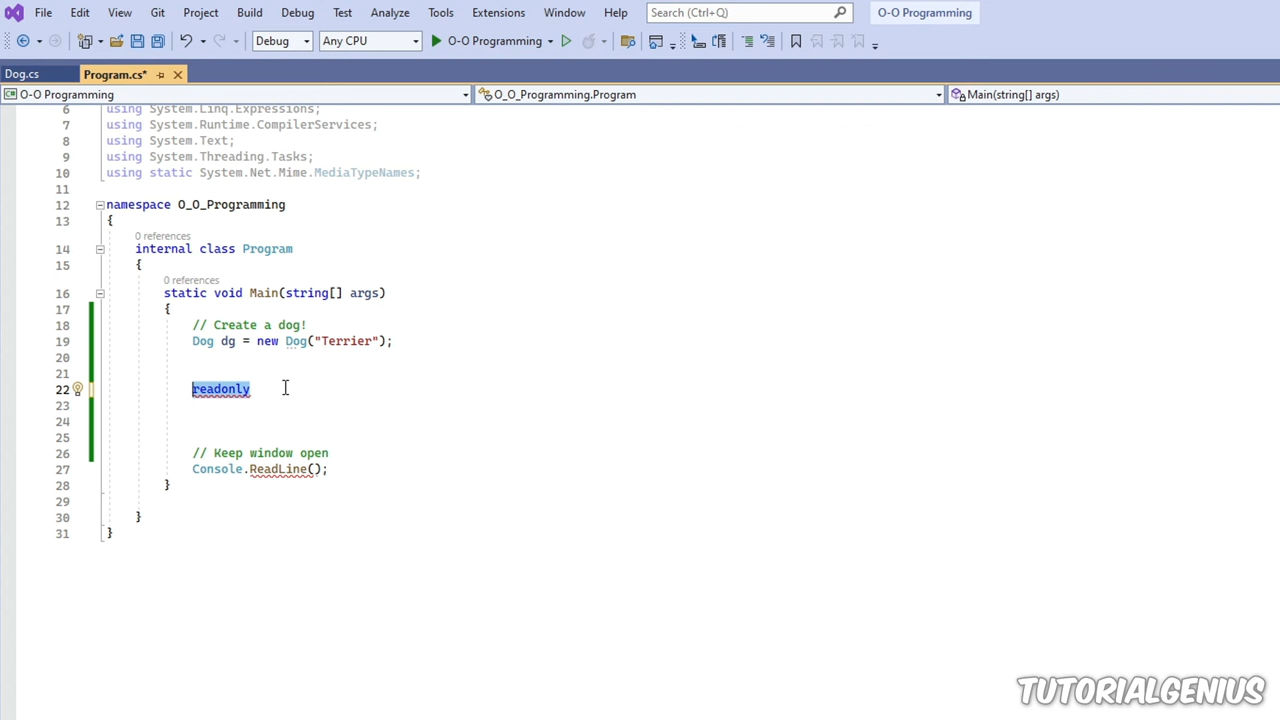 File Edit View Git Project Build Debug Test Analyze Tools Extensions Window Help Search (Ctrl+Q) O-O Programming
Debug Any CPU O-O Programming
Dog.cs Program.cs*
O-O Programming O_O_Programming.Program Main(string[] args)
6 using System.Linq.Expressions;
7 using System.Runtime.CompilerServices;
8 using System.Text;
9 using System.Threading.Tasks;
10 using static System.Net.Mime.MediaTypeNames;
11
12 namespace O_O_Programming
13 {
0 references
14 internal class Program
15 {
0 references
16 static void Main(string[] args)
17 {
18 // Create a dog!
19 Dog dg = new Dog("Terrier");
20
21
22 readonly
23
24
25
26 // Keep window open
27 Console.ReadLine();
28 }
29
30 }
31 }
TUTORIALGENIUS